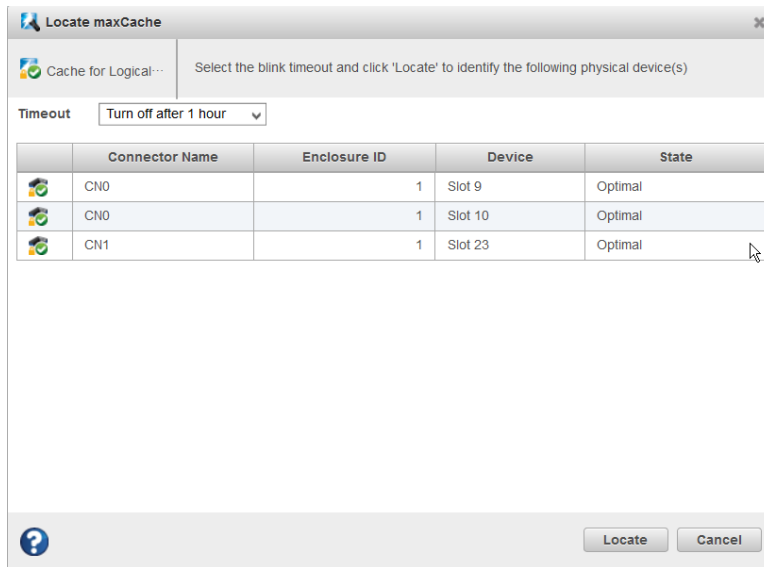 Locate maxCache
Cache for Logical···
Select the blink timeout and click 'Locate' to identify the following physical device(s)
Timeout Turn off after 1 hour
Connector Name Enclosure ID Device State
CN0 1 Slot 9 Optimal
CN0 1 Slot 10 Optimal
CN1 1 Slot 23 Optimal
? Locate Cancel